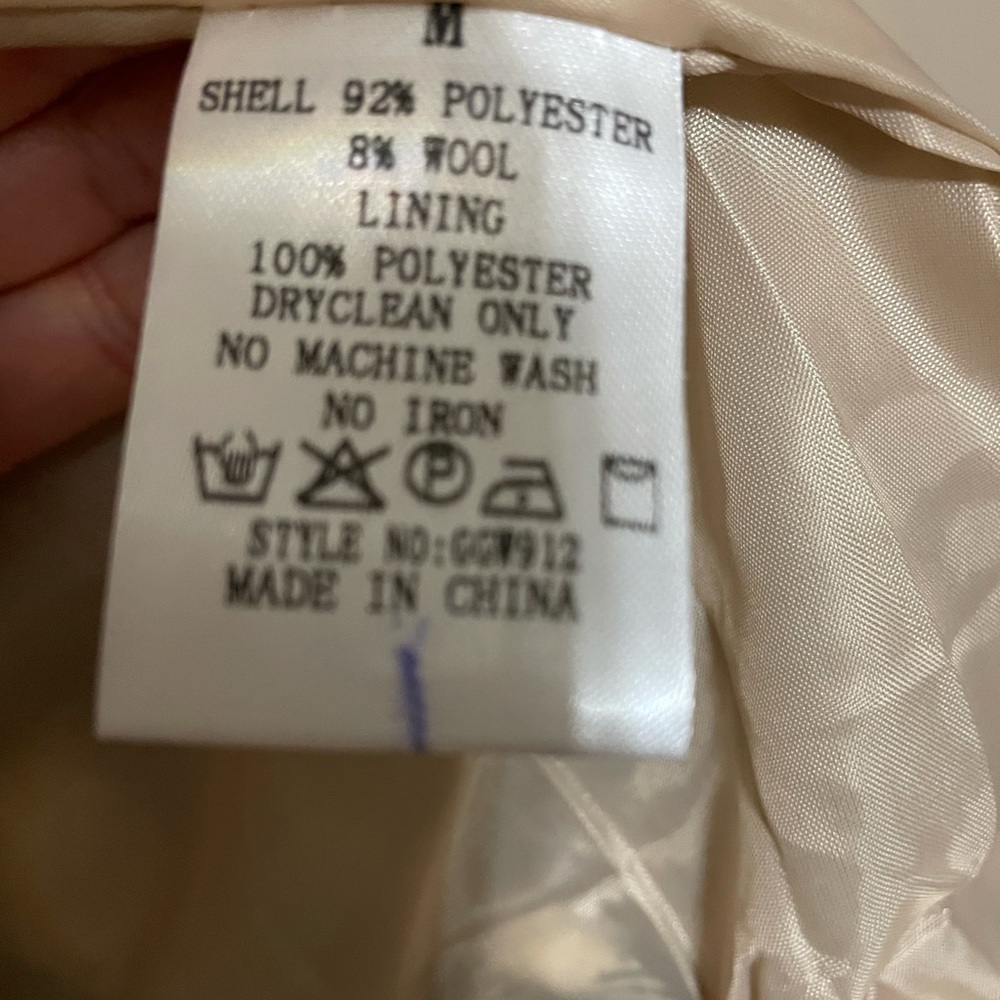 M
SHELL 92% POLYESTER
8% WOOL
LINING
100% POLYESTER
DRYCLEAN ONLY
NO MACHINE WASH
NO IRON
P
STYLE NO:GGW912
MADE IN CHINA